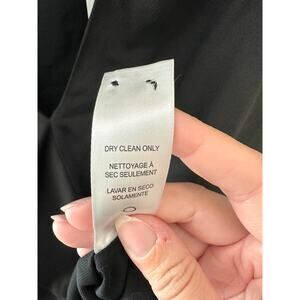 DRY CLEAN ONLY
NETTOYAGE À
SEC SEULEMENT
LAVAR EN SECO
SOLAMENTE